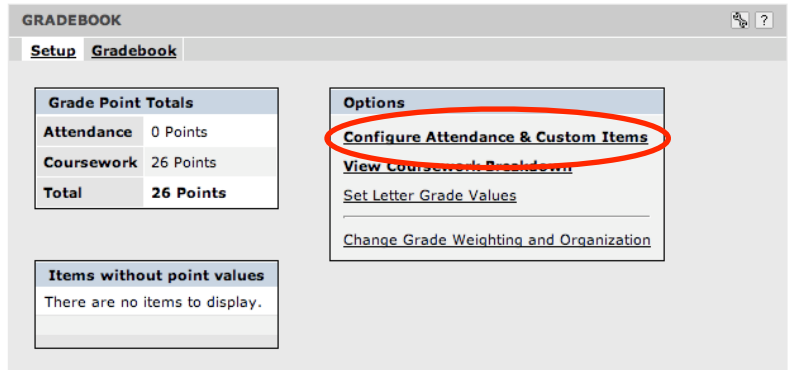 GRADEBOOK
?
Setup Gradebook
Grade Point Totals
Attendance 0 Points
Coursework 26 Points
Total 26 Points
Items without point values
There are no items to display.
Options
Configure Attendance & Custom Items
View Coursework Breakdown
Set Letter Grade Values
Change Grade Weighting and Organization